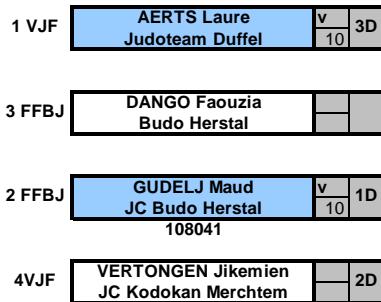 1 VJF AERTS Laure v 3D
Judoteam Duffel 10
3 FFBJ DANGO Faouzia
Budo Herstal
2 FFBJ GUDELJ Maud v 1D
JC Budo Herstal 10
108041
4VJF VERTONGEN Jikemien 2D
JC Kodokan Merchtem